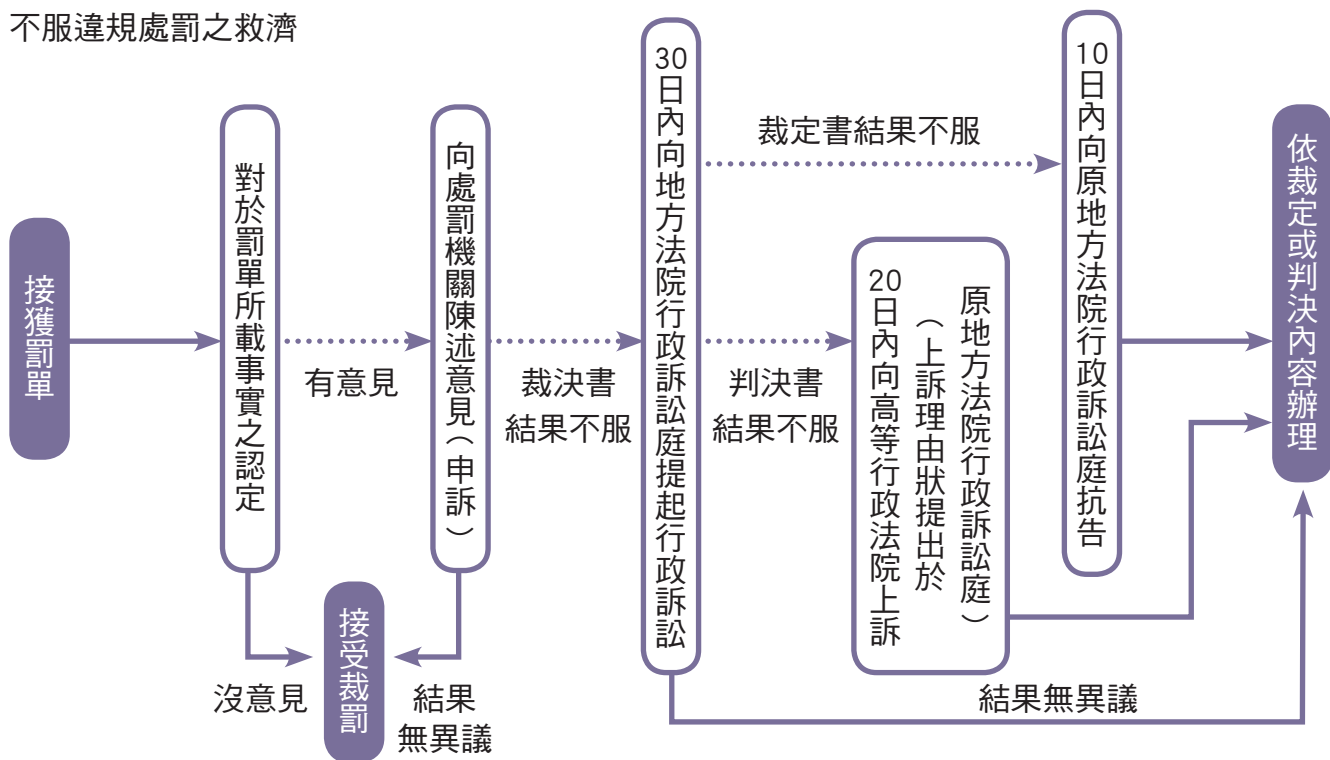 不服違規處罰之救濟
接獲罰單
對於罰單所載事實之認定
有意見
沒意見
向處罰機關陳述意見（申訴）
接受裁罰
結果
無異議
裁決書
結果不服
30日內向地方法院行政訴訟庭提起行政訴訟
裁定書結果不服
判決書
結果不服
20日內向高等行政法院上訴
（上訴理由狀提出於
原地方法院行政訴訟庭）
10日內向原地方法院行政訴訟庭抗告
結果無異議
依裁定或判決內容辦理